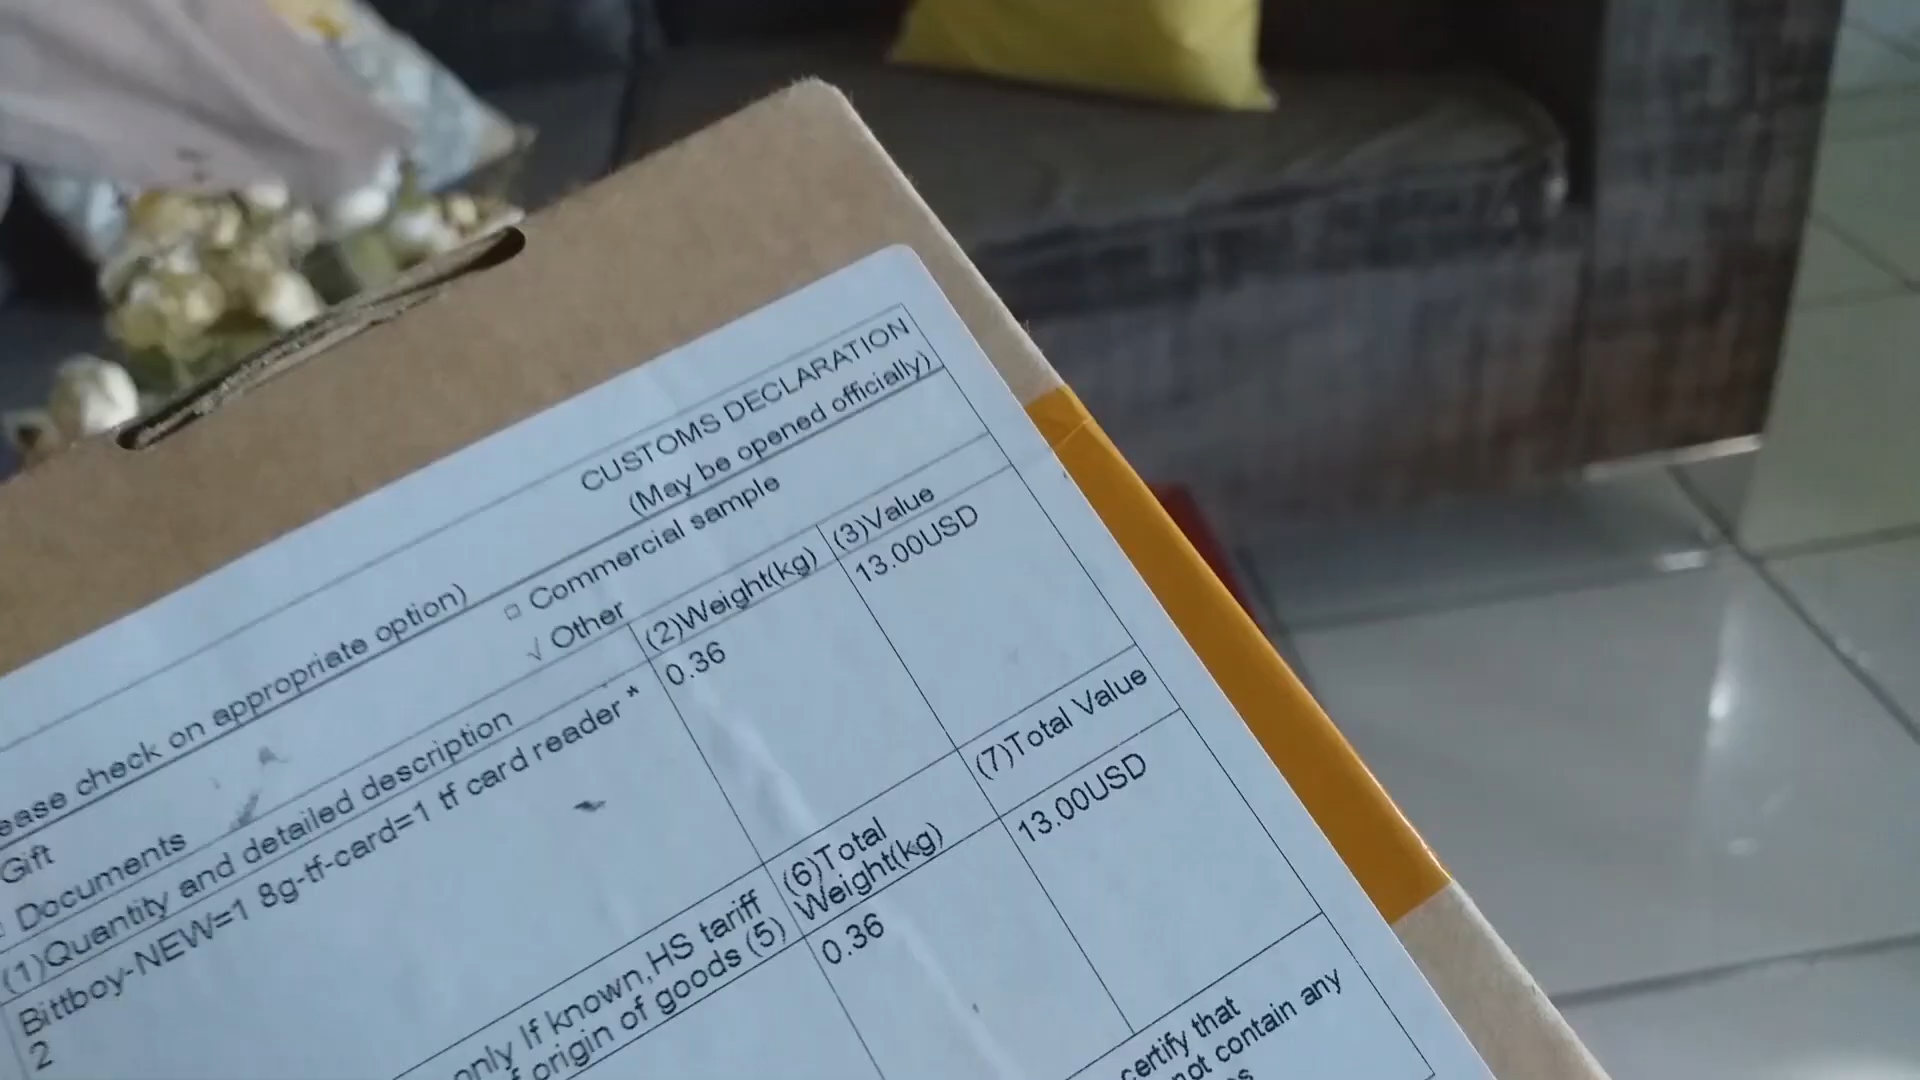 CUSTOMS DECLARATION
(May be opened officially)
ease check on appropriate option)
Gift
□ Commercial sample
Documents
√ Other
(1)Quantity and detailed description
(2)Weight(kg)
(3)Value
Bittboy-NEW=1 8g-tf-card=1 tf card reader *
2
0.36
13.00USD
only If known,HS tariff
origin of goods (5)
(6)Total
Weight(kg)
(7)Total Value
0.36
13.00USD
certify that
not contain any